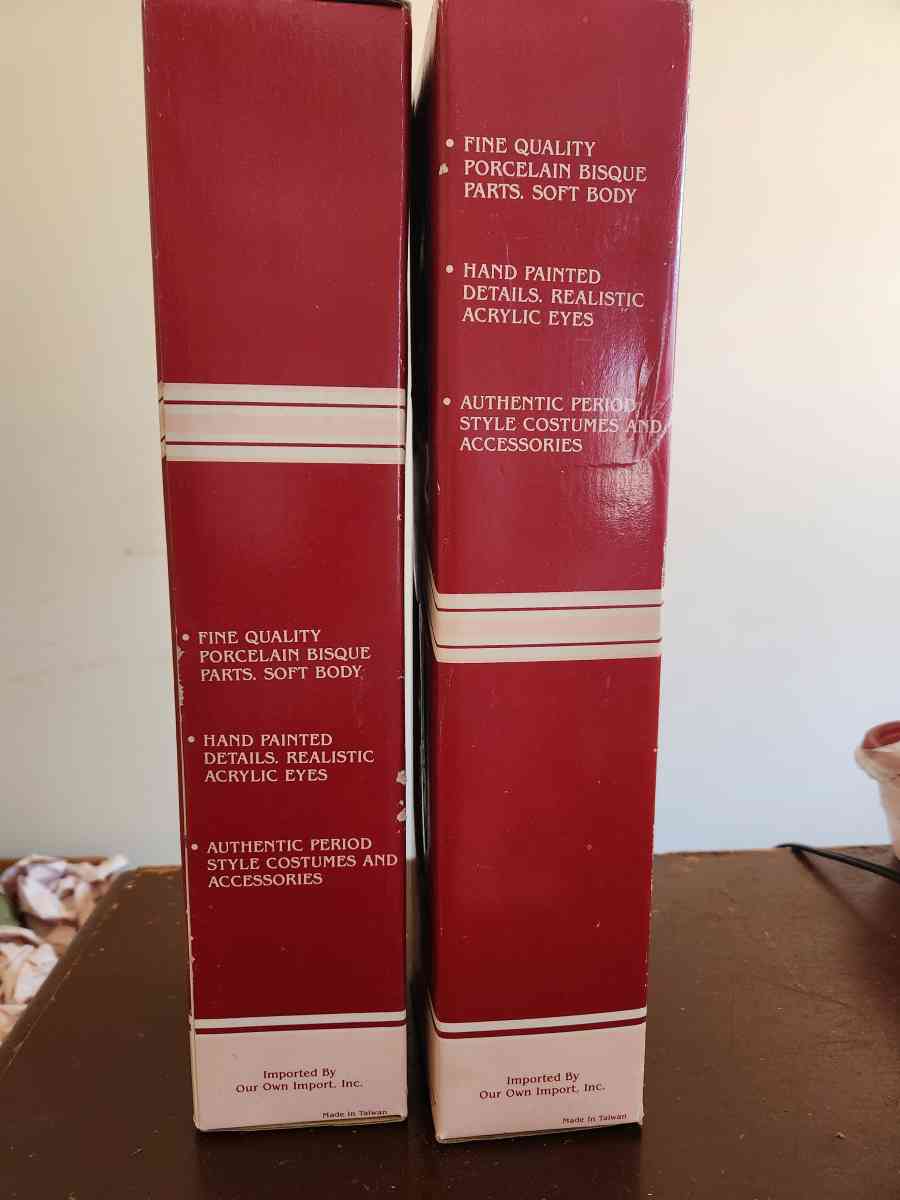 • FINE QUALITY
PORCELAIN BISQUE
PARTS. SOFT BODY
• HAND PAINTED
DETAILS. REALISTIC
ACRYLIC EYES
• AUTHENTIC PERIOD
STYLE COSTUMES AND
ACCESSORIES
Imported By
Our Own Import, Inc.
Made in Taiwan
• FINE QUALITY
PORCELAIN BISQUE
PARTS. SOFT BODY
• HAND PAINTED
DETAILS. REALISTIC
ACRYLIC EYES
• AUTHENTIC PERIOD
STYLE COSTUMES AND
ACCESSORIES
Imported By
Our Own Import, Inc.
Made in Taiwan